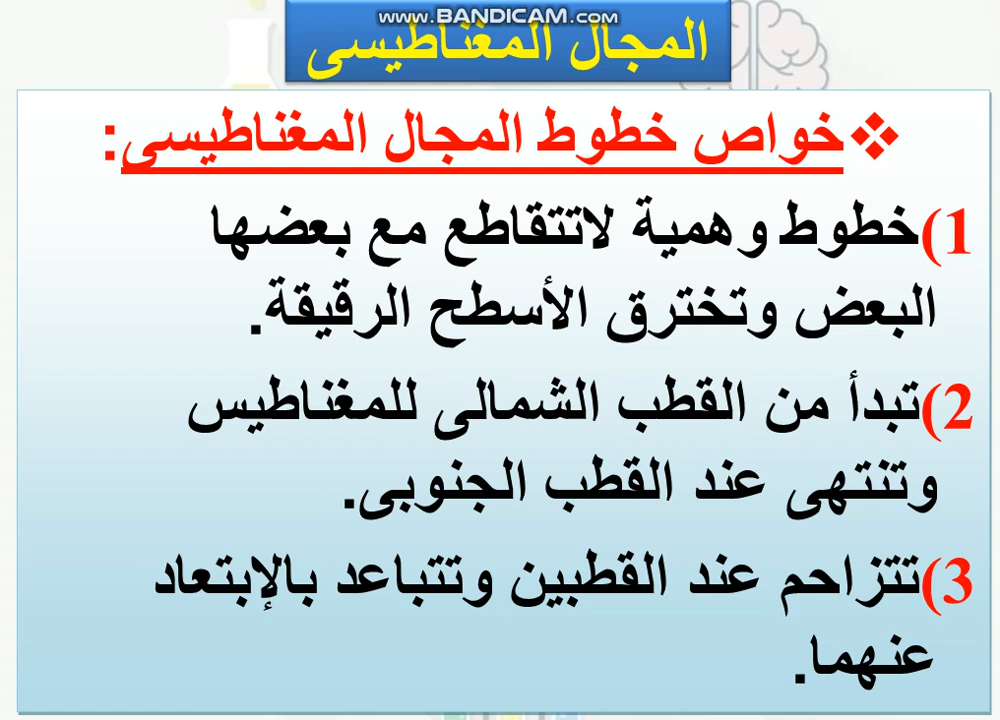 www.BANDICAM.com
المجال المغناطيسى
❖خواص خطوط المجال المغناطيسى:
1)خطوط وهمية لاتتقاطع مع بعضها
البعض وتخترق الأسطح الرقيقة.
2)تبدأ من القطب الشمالى للمغناطيس
وتنتهى عند القطب الجنوبى.
3)تتزاحم عند القطبين وتتباعد بالإبتعاد
عنهما.